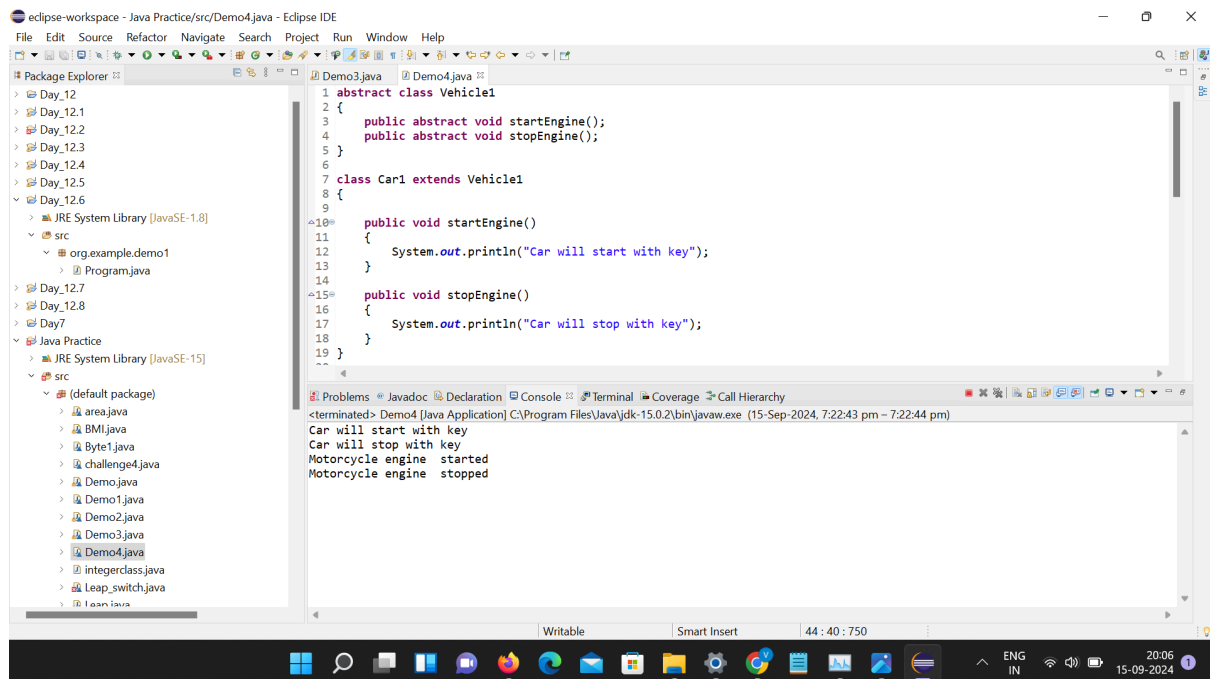 eclipse-workspace - Java Practice/src/Demo4.java - Eclipse IDE
File Edit Source Refactor Navigate Search Project Run Window Help
Package Explorer
Day_12
Day_12.1
Day_12.2
Day_12.3
Day_12.4
Day_12.5
Day_12.6
JRE System Library [JavaSE-1.8]
src
org.example.demo1
Program.java
Day_12.7
Day_12.8
Day7
Java Practice
JRE System Library [JavaSE-15]
src
(default package)
area.java
BMI.java
Byte1.java
challenge4.java
Demo.java
Demo1.java
Demo2.java
Demo3.java
Demo4.java
integerclass.java
Leap_switch.java
Leap.java
Demo3.java Demo4.java
1 abstract class Vehicle1
2 {
3 public abstract void startEngine();
4 public abstract void stopEngine();
5 }
6
7 class Car1 extends Vehicle1
8 {
9
10 public void startEngine()
11 {
12 System.out.println("Car will start with key");
13 }
14
15 public void stopEngine()
16 {
17 System.out.println("Car will stop with key");
18 }
19 }
Problems Javadoc Declaration Console Terminal Coverage Call Hierarchy
<terminated> Demo4 [Java Application] C:\Program Files\Java\jdk-15.0.2\bin\javaw.exe (15-Sep-2024, 7:22:43 pm – 7:22:44 pm)
Car will start with key
Car will stop with key
Motorcycle engine  started
Motorcycle engine  stopped
Writable Smart Insert 44 : 40 : 750
ENG
IN
20:06
15-09-2024
1